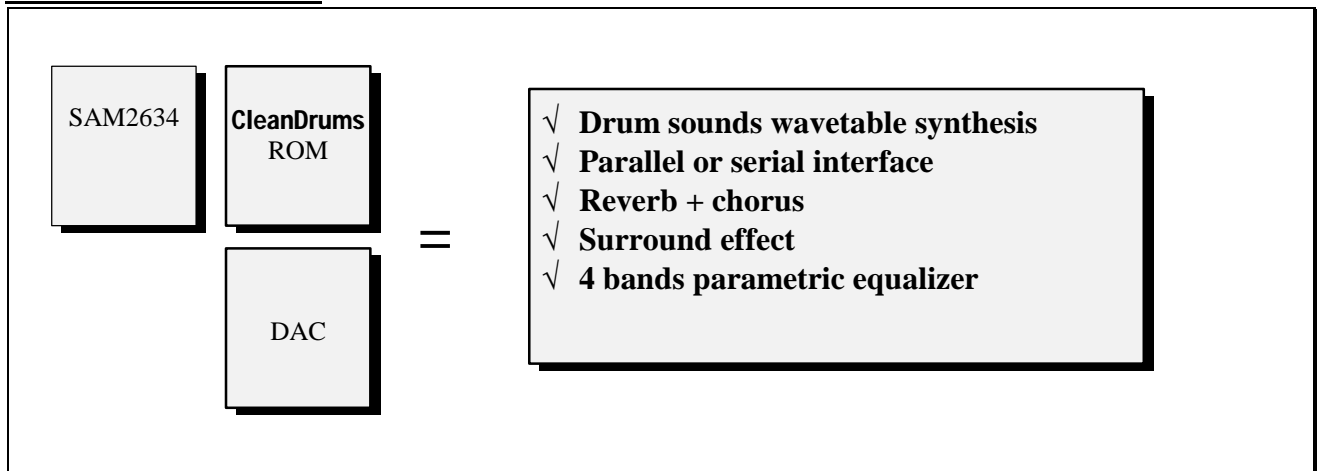 SAM2634
CleanDrums
ROM
DAC
=
√ Drum sounds wavetable synthesis
√ Parallel or serial interface
√ Reverb + chorus
√ Surround effect
√ 4 bands parametric equalizer